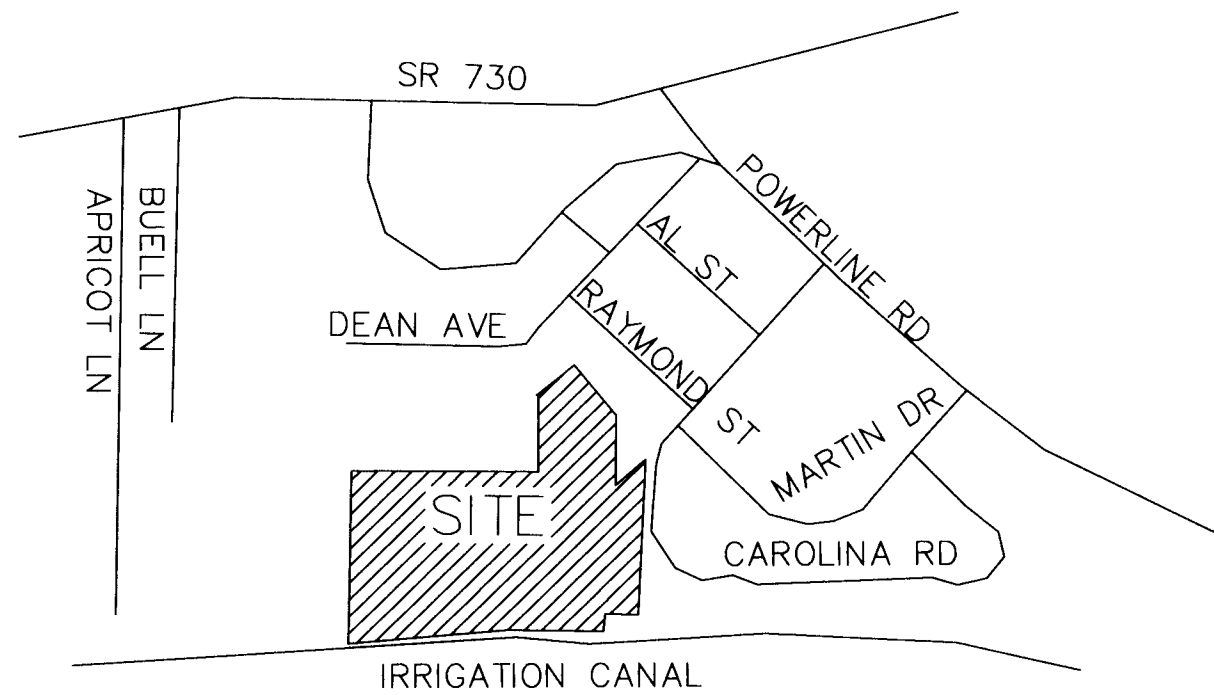 SR 730
POWERLINE RD
APRICOT LN
BUELL LN
AL ST
RAYMOND ST
DEAN AVE
MARTIN DR
SITE
CAROLINA RD
IRRIGATION CANAL